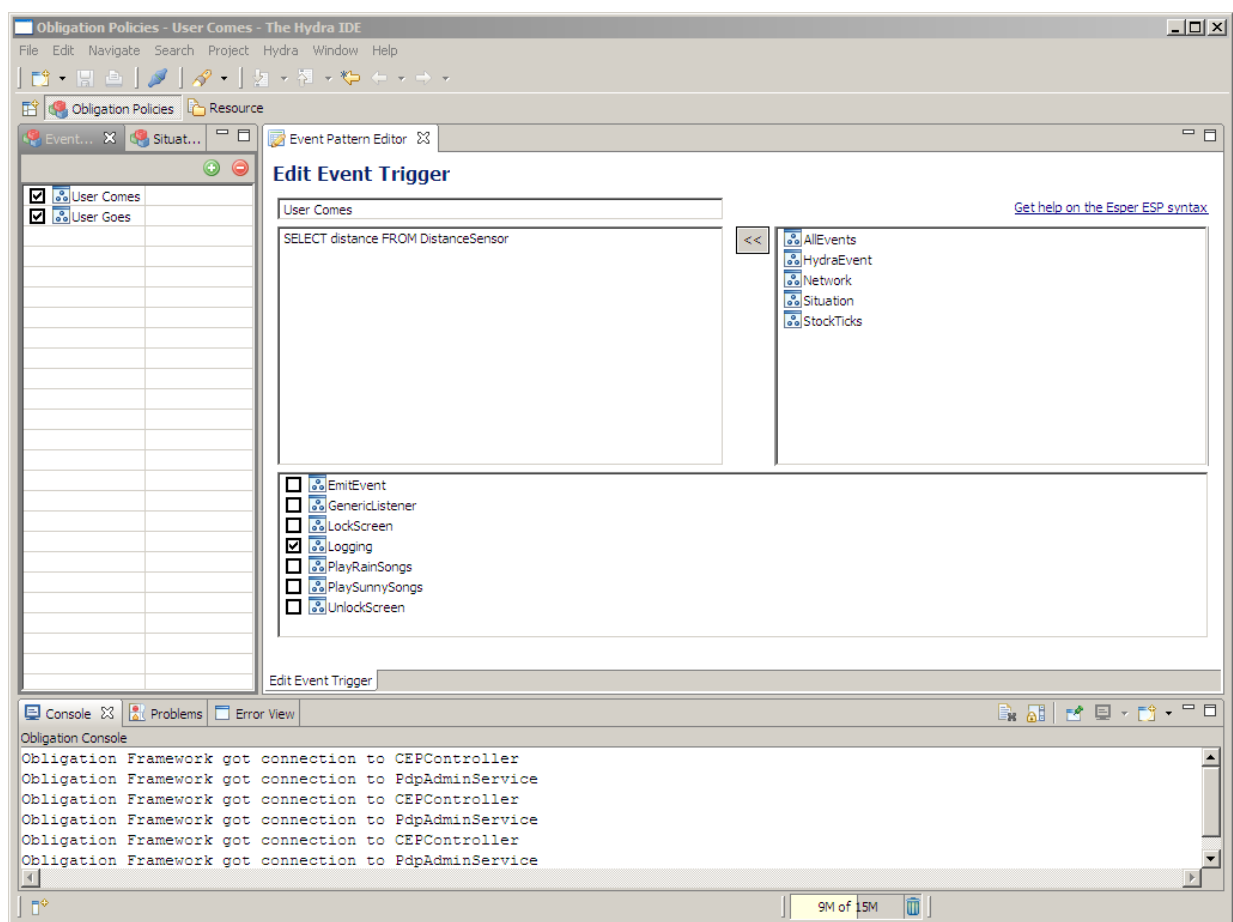 Obligation Policies - User Comes - The Hydra IDE
File Edit Navigate Search Project Hydra Window Help
Obligation Policies Resource
Event... Situat... Event Pattern Editor
Edit Event Trigger
User Comes
User Goes
User Comes
Get help on the Esper ESP syntax
SELECT distance FROM DistanceSensor
<<
AllEvents
HydraEvent
Network
Situation
StockTicks
EmitEvent
GenericListener
LockScreen
Logging
PlayRainSongs
PlaySunnySongs
UnlockScreen
Edit Event Trigger
Console Problems Error View
Obligation Console
Obligation Framework got connection to CEPController
Obligation Framework got connection to PdpAdminService
Obligation Framework got connection to CEPController
Obligation Framework got connection to PdpAdminService
Obligation Framework got connection to CEPController
Obligation Framework got connection to PdpAdminService
9M of 15M